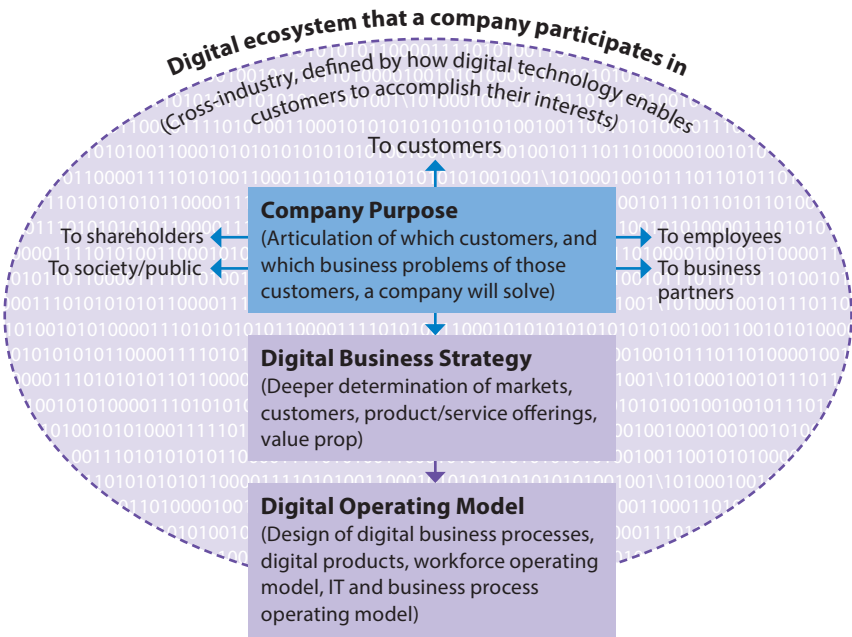 Digital ecosystem that a company participates in
(Cross-industry, defined by how digital technology enables
customers to accomplish their interests)
To customers
Company Purpose
(Articulation of which customers, and
which business problems of those
customers, a company will solve)
To shareholders
To society/public
To employees
To business
partners
Digital Business Strategy
(Deeper determination of markets,
customers, product/service offerings,
value prop)
Digital Operating Model
(Design of digital business processes,
digital products, workforce operating
model, IT and business process
operating model)